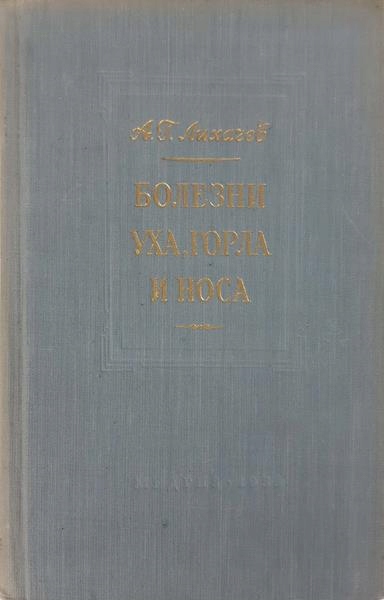 А.Г. Лихачев
БОЛЕЗНИ
УХА, ГОРЛА
И НОСА